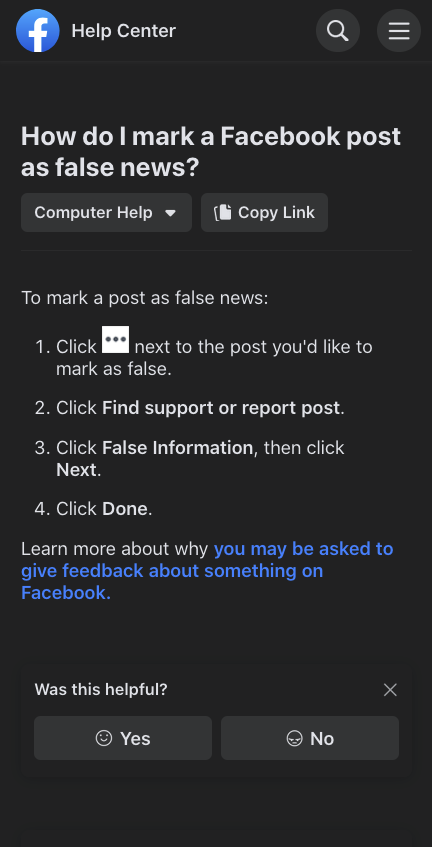 Help Center
How do I mark a Facebook post
as false news?
Computer Help
Copy Link
To mark a post as false news:
1. Click ••• next to the post you'd like to
mark as false.
2. Click Find support or report post.
3. Click False Information, then click
Next.
4. Click Done.
Learn more about why you may be asked to
give feedback about something on
Facebook.
Was this helpful?
Yes
No